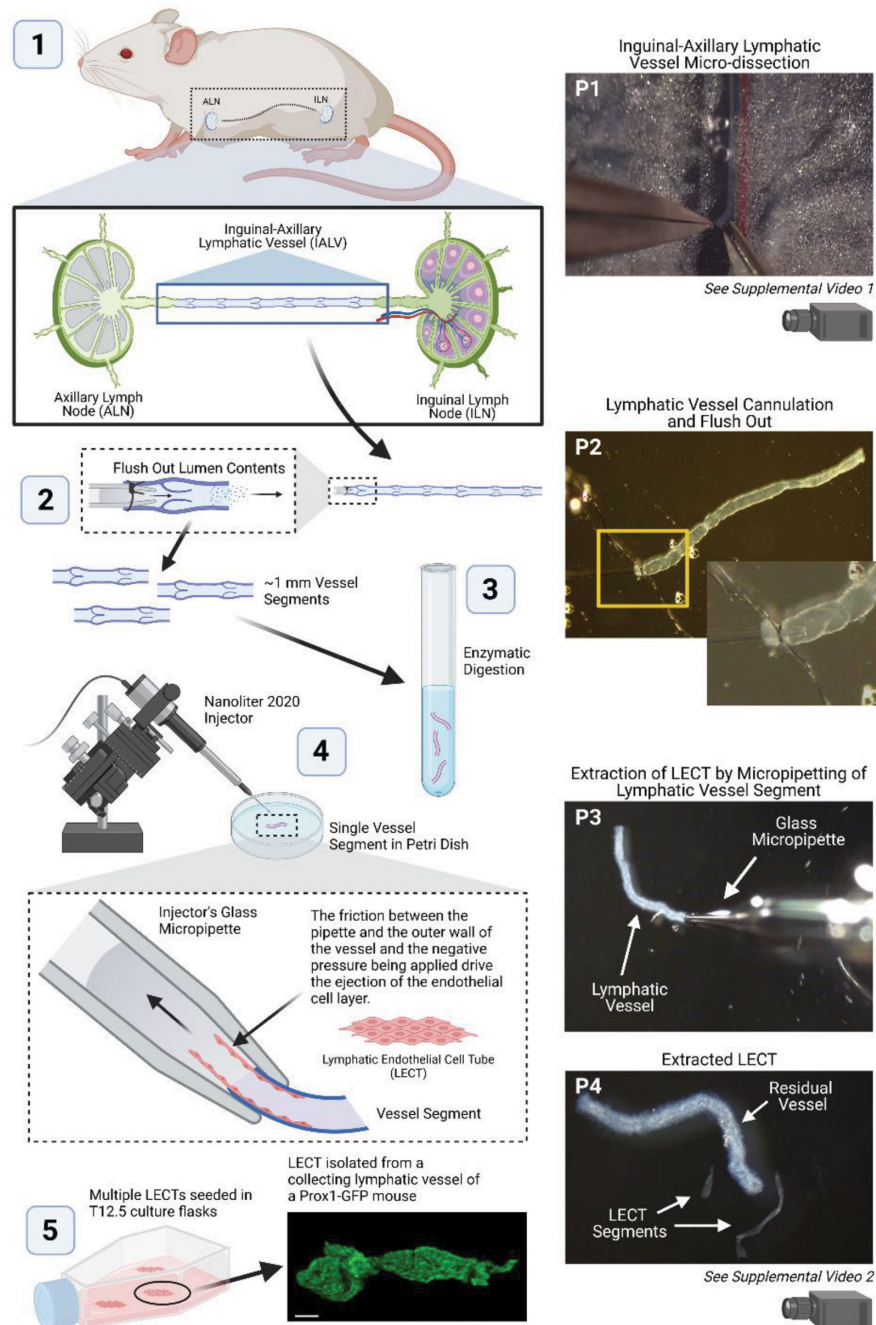 1
ALN
ILN
Inguinal-Axillary
Lymphatic Vessel (IALV)
Axillary Lymph
Node (ALN)
Inguinal Lymph
Node (ILN)
Inguinal-Axillary Lymphatic
Vessel Micro-dissection
P1
See Supplemental Video 1
2
Flush Out Lumen Contents
~1 mm Vessel
Segments
3
Enzymatic
Digestion
Lymphatic Vessel Cannulation
and Flush Out
P2
Nanoliter 2020
Injector
4
Single Vessel
Segment in Petri Dish
Injector's Glass
Micropipette
The friction between the
pipette and the outer wall of
the vessel and the negative
pressure being applied drive
the ejection of the endothelial
cell layer.
Lymphatic Endothelial Cell Tube
(LECT)
Vessel Segment
Extraction of LECT by Micropipetting of
Lymphatic Vessel Segment
P3
Glass
Micropipette
Lymphatic
Vessel
Extracted LECT
P4
Residual
Vessel
LECT
Segments
See Supplemental Video 2
5
Multiple LECTs seeded in
T12.5 culture flasks
LECT isolated from a
collecting lymphatic vessel of
a Prox1-GFP mouse